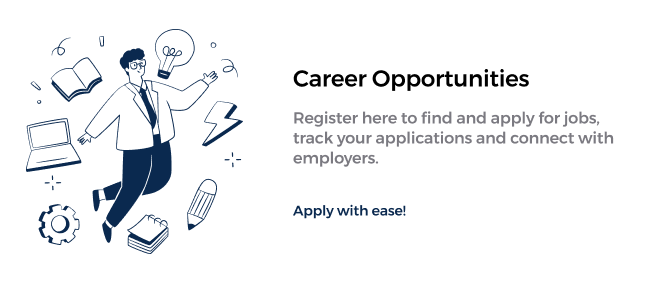 Career Opportunities
Register here to find and apply for jobs,
track your applications and connect with
employers.
Apply with ease!